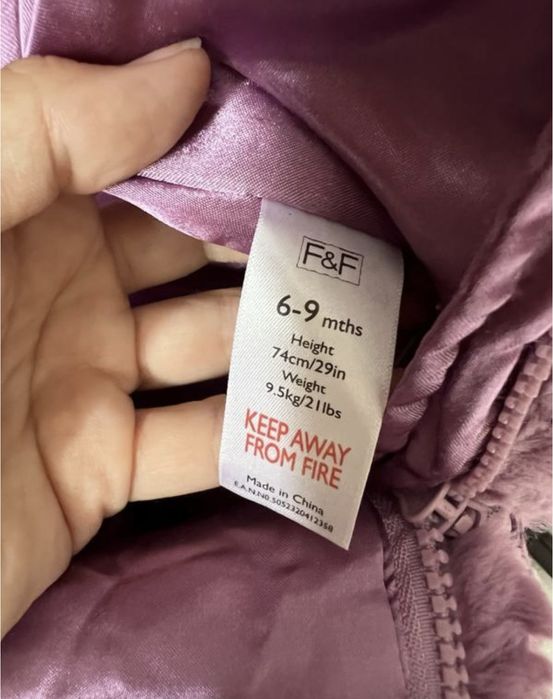 F&F
6-9 mths
Height
74cm/29in
Weight
9.5kg/21lbs
KEEP AWAY
FROM FIRE
Made in China
E.A.N.NO.5052320412358